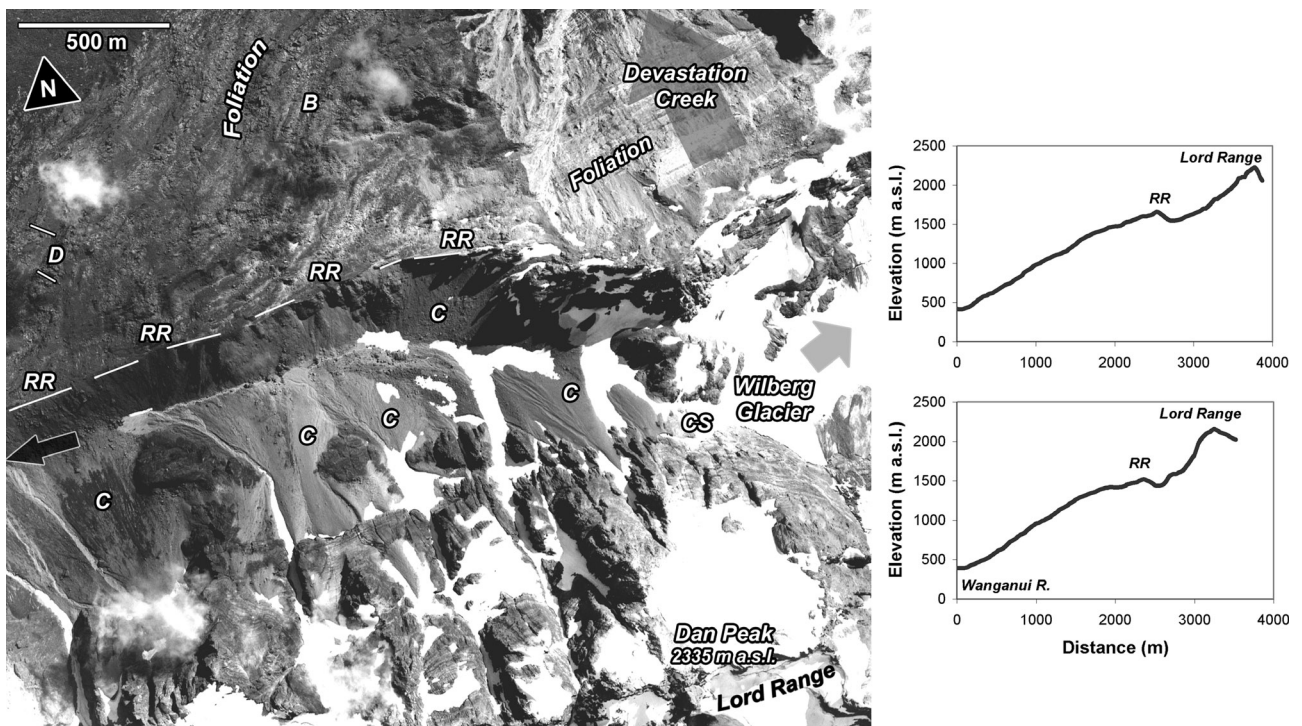 500 m
N
Foliation
B
Devastation
Creek
Foliation
D
RR
RR
RR
RR
C
C
C
C
C
CS
Wilberg
Glacier
Dan Peak
2335 m a.s.l.
Lord Range
Elevation (m a.s.l.)
2500
2000
1500
1000
500
0
0
1000
2000
3000
4000
RR
Lord Range
Elevation (m a.s.l.)
2500
2000
1500
1000
500
0
0
1000
2000
3000
4000
RR
Lord Range
Wanganui R.
Distance (m)